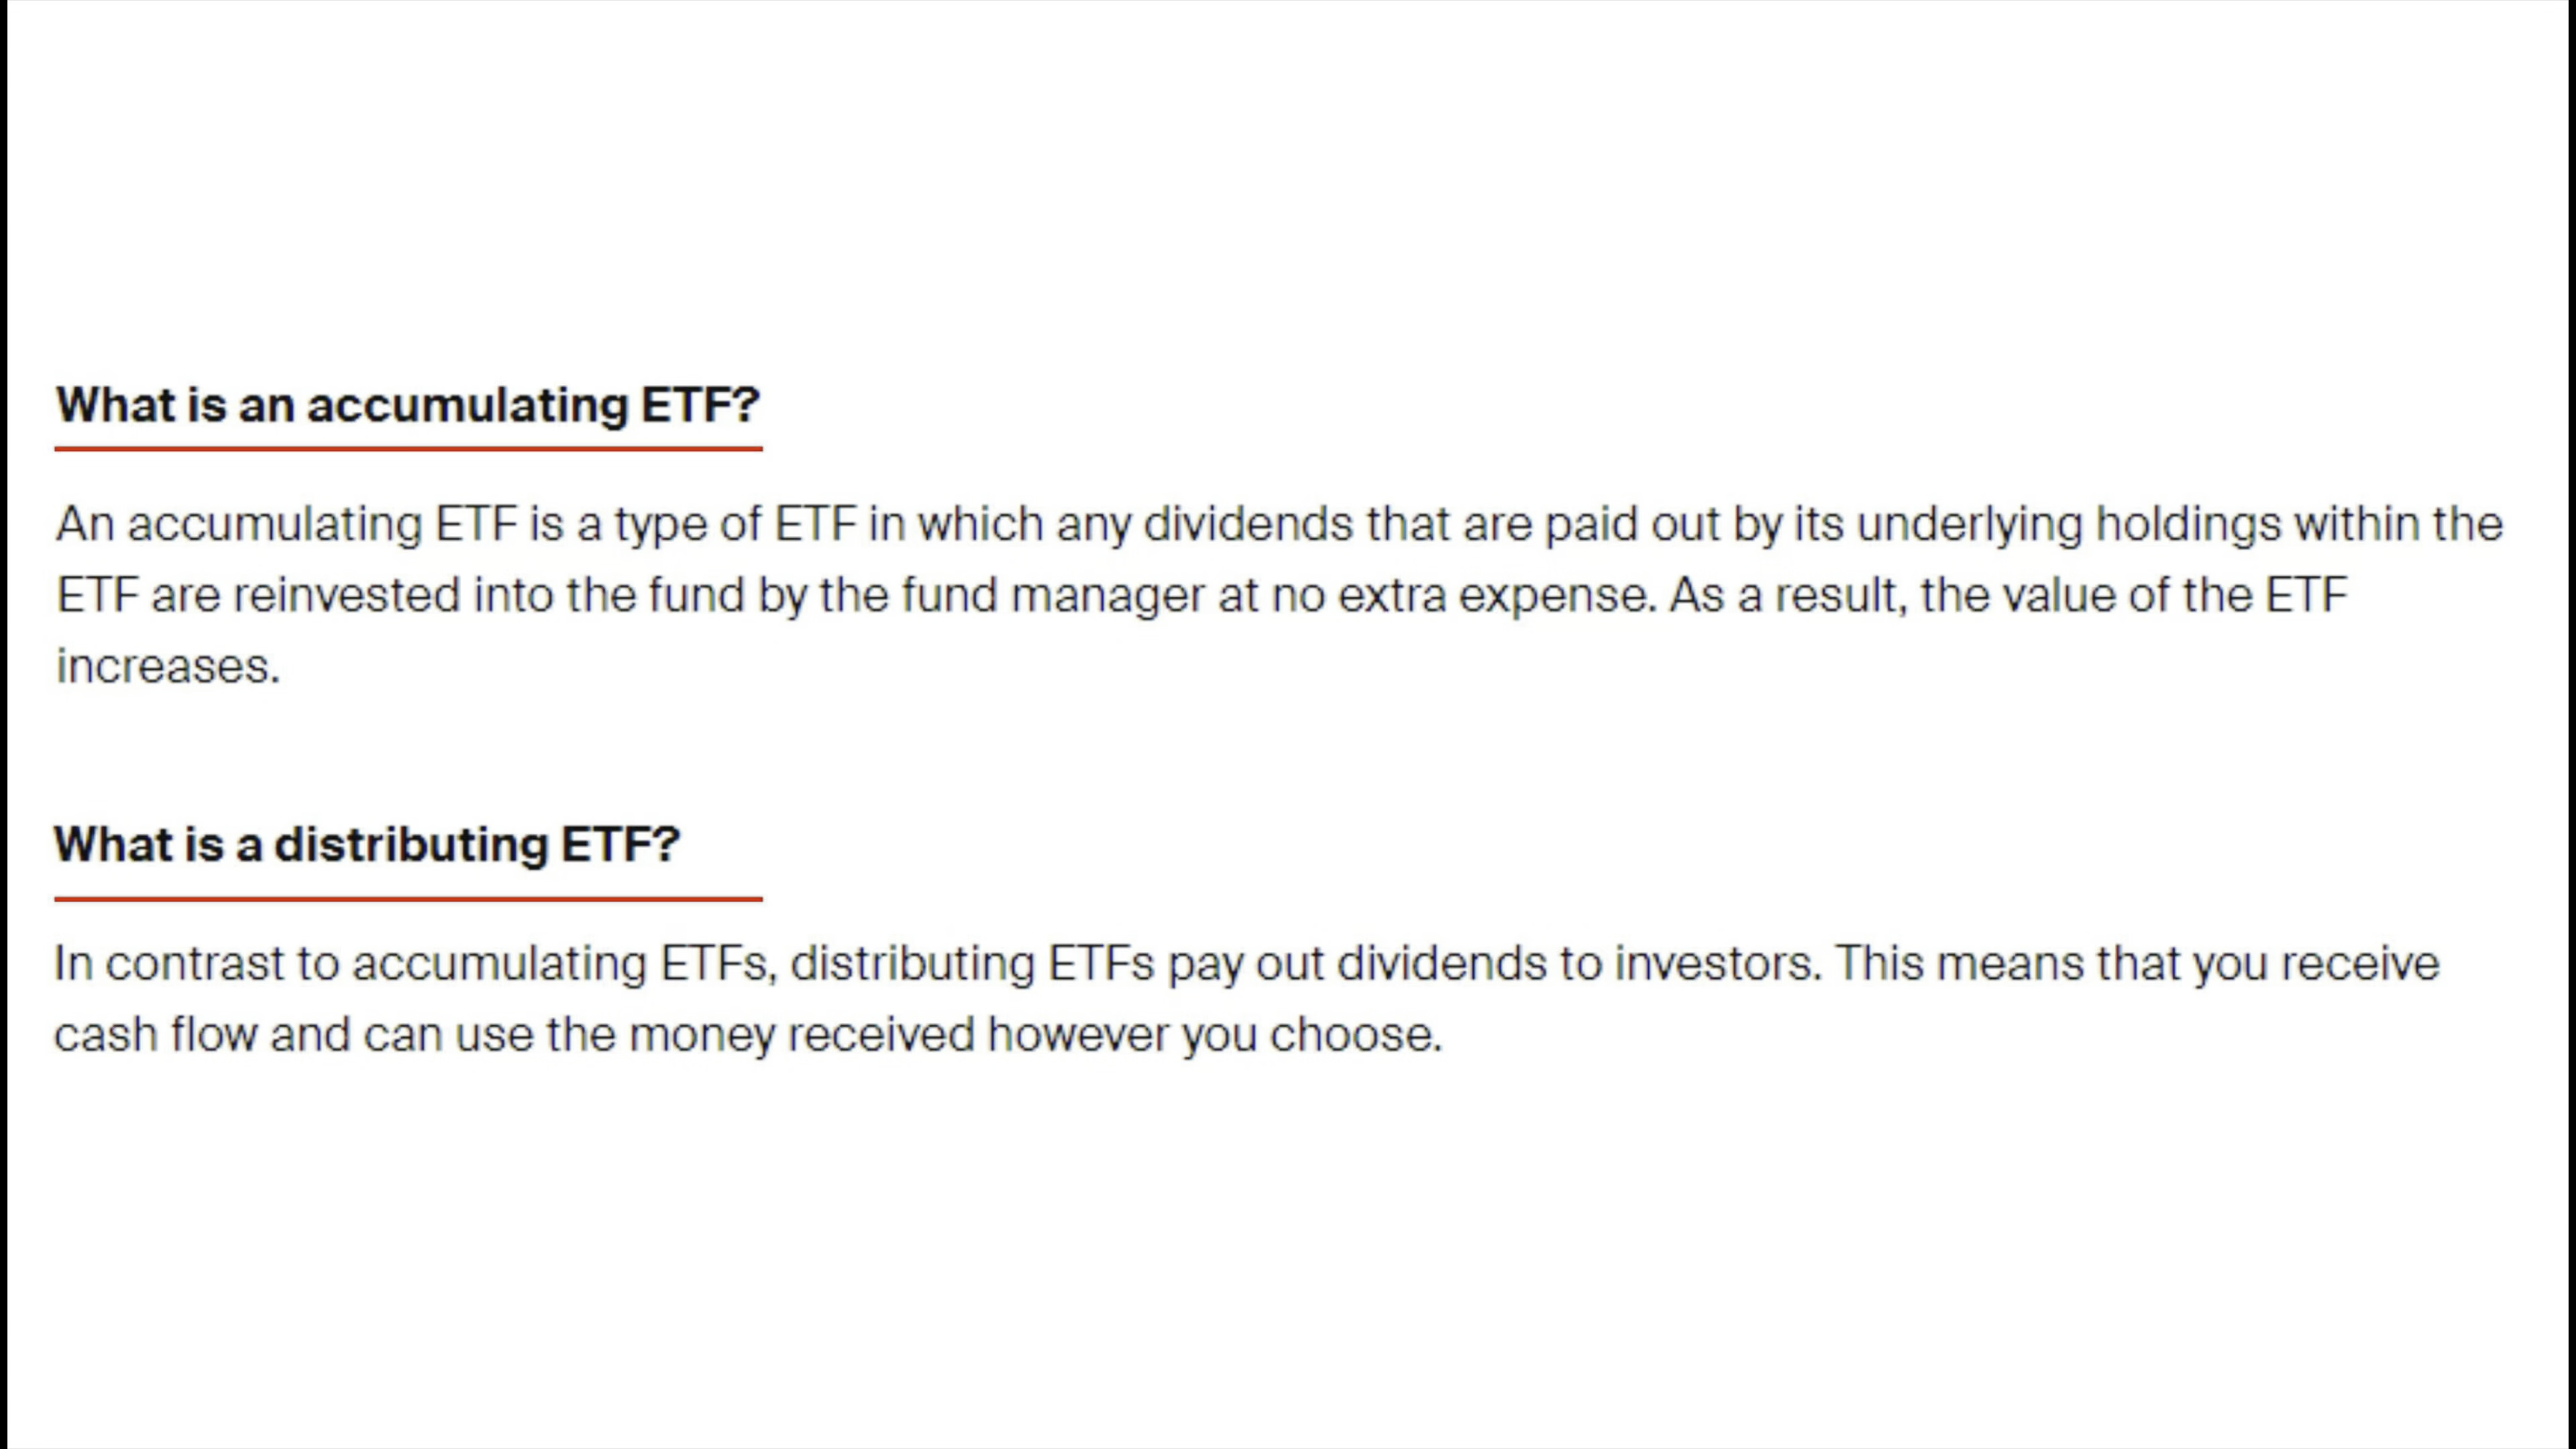 What is an accumulating ETF?
An accumulating ETF is a type of ETF in which any dividends that are paid out by its underlying holdings within the
ETF are reinvested into the fund by the fund manager at no extra expense. As a result, the value of the ETF
increases.
What is a distributing ETF?
In contrast to accumulating ETFs, distributing ETFs pay out dividends to investors. This means that you receive
cash flow and can use the money received however you choose.